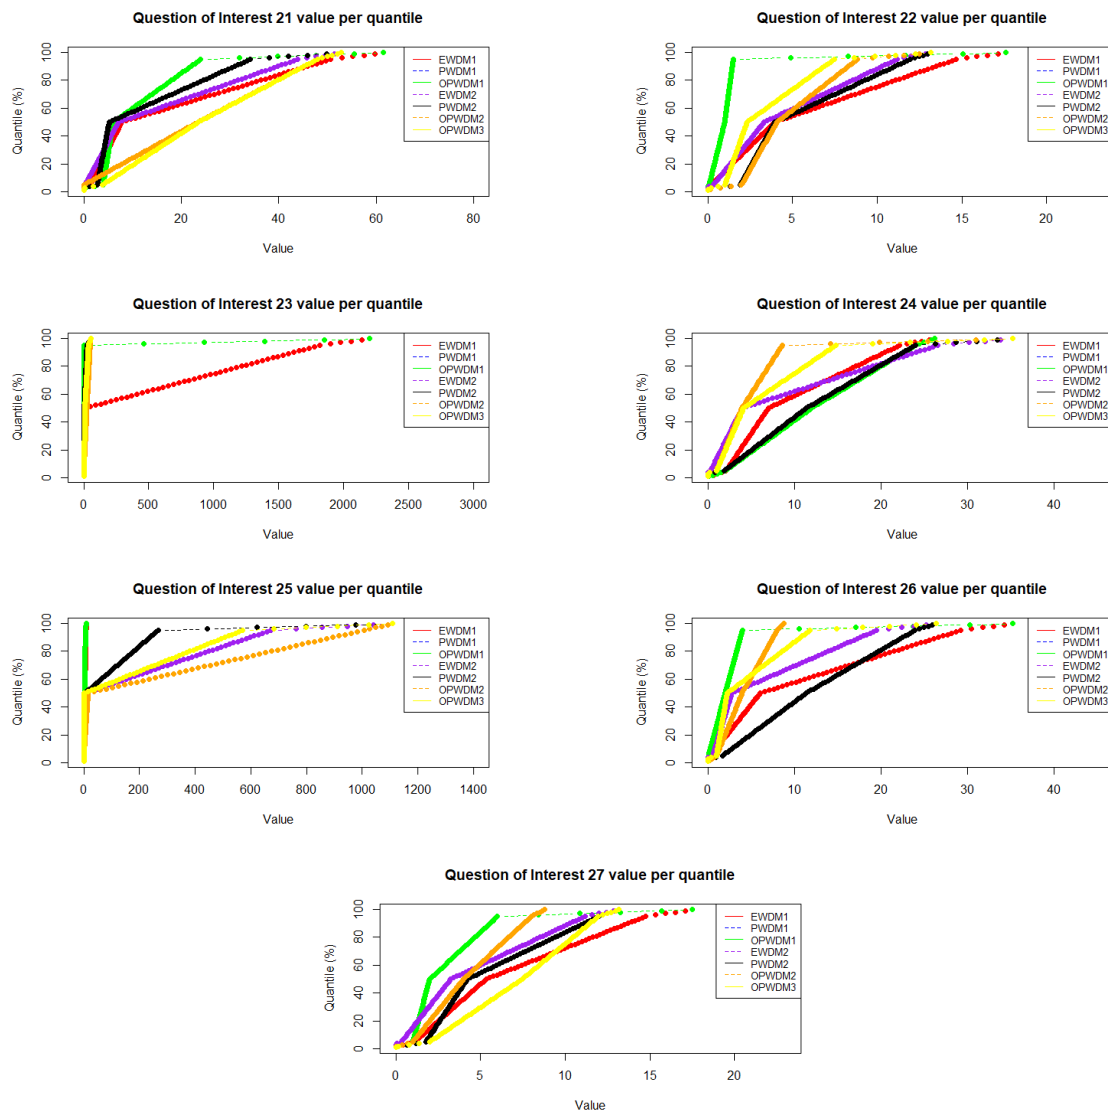 Question of Interest 21 value per quantile
Quantile (%)
0 20 40 60 80 100
EWDM1
PWDM1
OPWDM1
EWDM2
PWDM2
OPWDM2
OPWDM3
0 20 40 60 80
Value
Question of Interest 22 value per quantile
Quantile (%)
0 20 40 60 80 100
EWDM1
PWDM1
OPWDM1
EWDM2
PWDM2
OPWDM2
OPWDM3
0 5 10 15 20
Value
Question of Interest 23 value per quantile
Quantile (%)
0 20 40 60 80 100
EWDM1
PWDM1
OPWDM1
EWDM2
PWDM2
OPWDM2
OPWDM3
0 500 1000 1500 2000 2500 3000
Value
Question of Interest 24 value per quantile
Quantile (%)
0 20 40 60 80 100
EWDM1
PWDM1
OPWDM1
EWDM2
PWDM2
OPWDM2
OPWDM3
0 10 20 30 40
Value
Question of Interest 25 value per quantile
Quantile (%)
0 20 40 60 80 100
EWDM1
PWDM1
OPWDM1
EWDM2
PWDM2
OPWDM2
OPWDM3
0 200 400 600 800 1000 1200 1400
Value
Question of Interest 26 value per quantile
Quantile (%)
0 20 40 60 80 100
EWDM1
PWDM1
OPWDM1
EWDM2
PWDM2
OPWDM2
OPWDM3
0 10 20 30 40
Value
Question of Interest 27 value per quantile
Quantile (%)
0 20 40 60 80 100
EWDM1
PWDM1
OPWDM1
EWDM2
PWDM2
OPWDM2
OPWDM3
0 5 10 15 20
Value